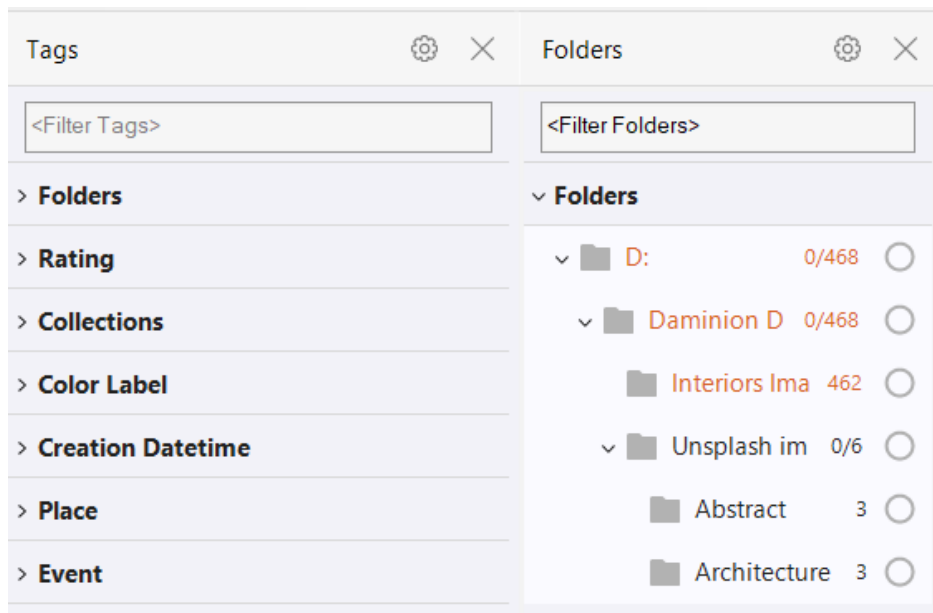 Tags
<Filter Tags>
Folders
Rating
Collections
Color Label
Creation Datetime
Place
Event
Folders
<Filter Folders>
Folders
D: 0/468
Daminion D 0/468
Interiors Ima 462
Unsplash im 0/6
Abstract 3
Architecture 3